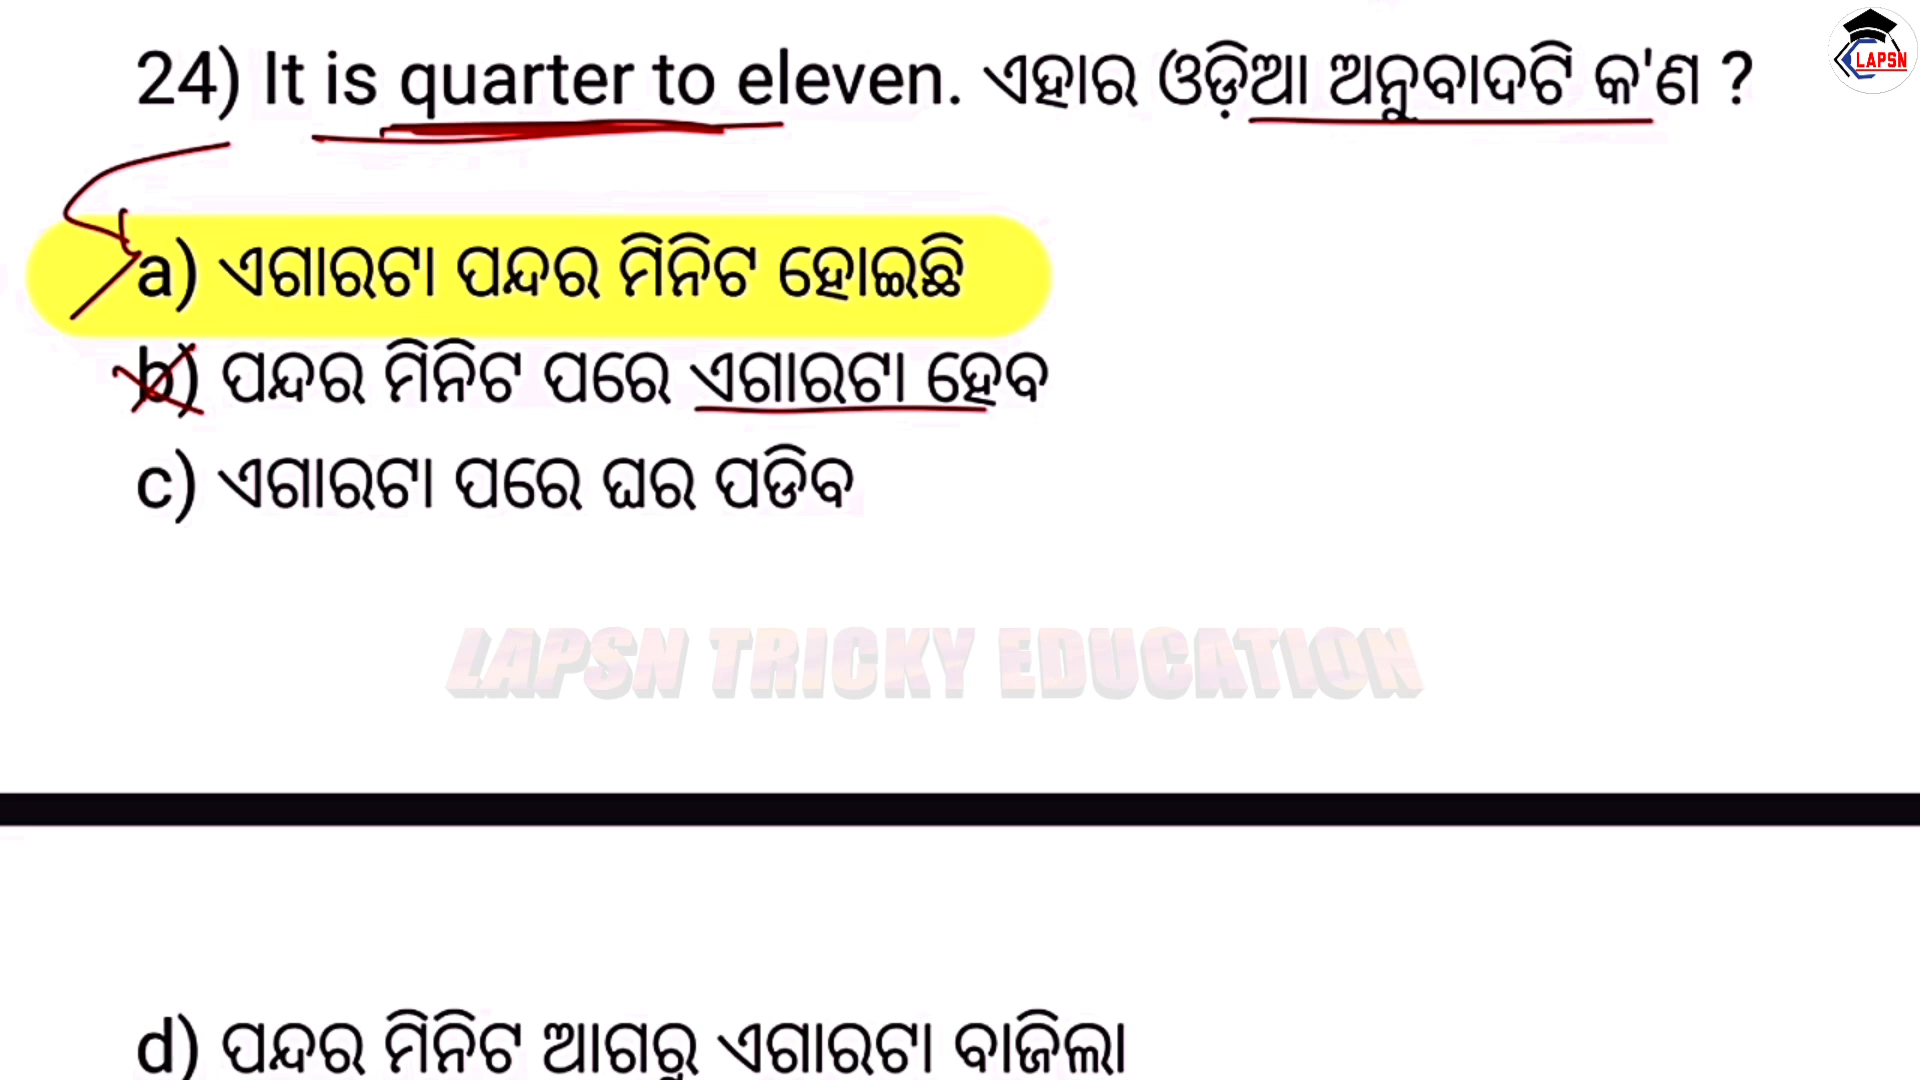 LAPSN
24) It is quarter to eleven. ଏହାର ଓଡ଼ିଆ ଅନୁବାଦଟି କ'ଣ ?
a) ଏଗାରଟା ପନ୍ଦର ମିନିଟ ହୋଇଛି
b) ପନ୍ଦର ମିନିଟ ପରେ ଏଗାରଟା ହେବ
c) ଏଗାରଟା ପରେ ଘର ପଡିବ
LAPSN TRICKY EDUCATION
d) ପନ୍ଦର ମିନିଟ ଆଗରୁ ଏଗାରଟା ବାଜିଲା